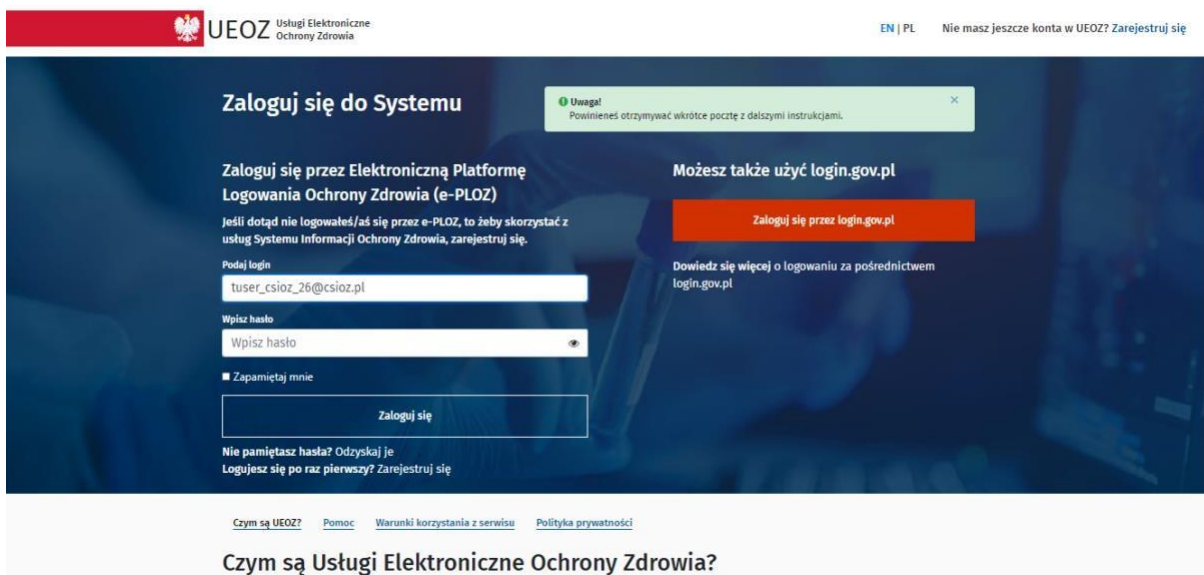 UEOZ Usługi Elektroniczne
Ochrony Zdrowia
EN | PL
Nie masz jeszcze konta w UEOZ? Zarejestruj się
Zaloguj się do Systemu
Uwaga!
Powinieneś otrzymywać wkrótce pocztę z dalszymi instrukcjami.
Zaloguj się przez Elektroniczną Platformę
Logowania Ochrony Zdrowia (e-PLOZ)
Jeśli dotąd nie logowałeś/aś się przez e-PLOZ, to żeby skorzystać z
usług Systemu Informacji Ochrony Zdrowia, zarejestruj się.
Podaj login
tuser_csioz_26@csioz.pl
Wpisz hasło
Wpisz hasło
Zapamiętaj mnie
Zaloguj się
Nie pamiętasz hasła? Odzyskaj je
Logujesz się po raz pierwszy? Zarejestruj się
Możesz także użyć login.gov.pl
Zaloguj się przez login.gov.pl
Dowiedz się więcej o logowaniu za pośrednictwem
login.gov.pl
Czym są UEOZ? Pomoc Warunki korzystania z serwisu Polityka prywatności
Czym są Usługi Elektroniczne Ochrony Zdrowia?